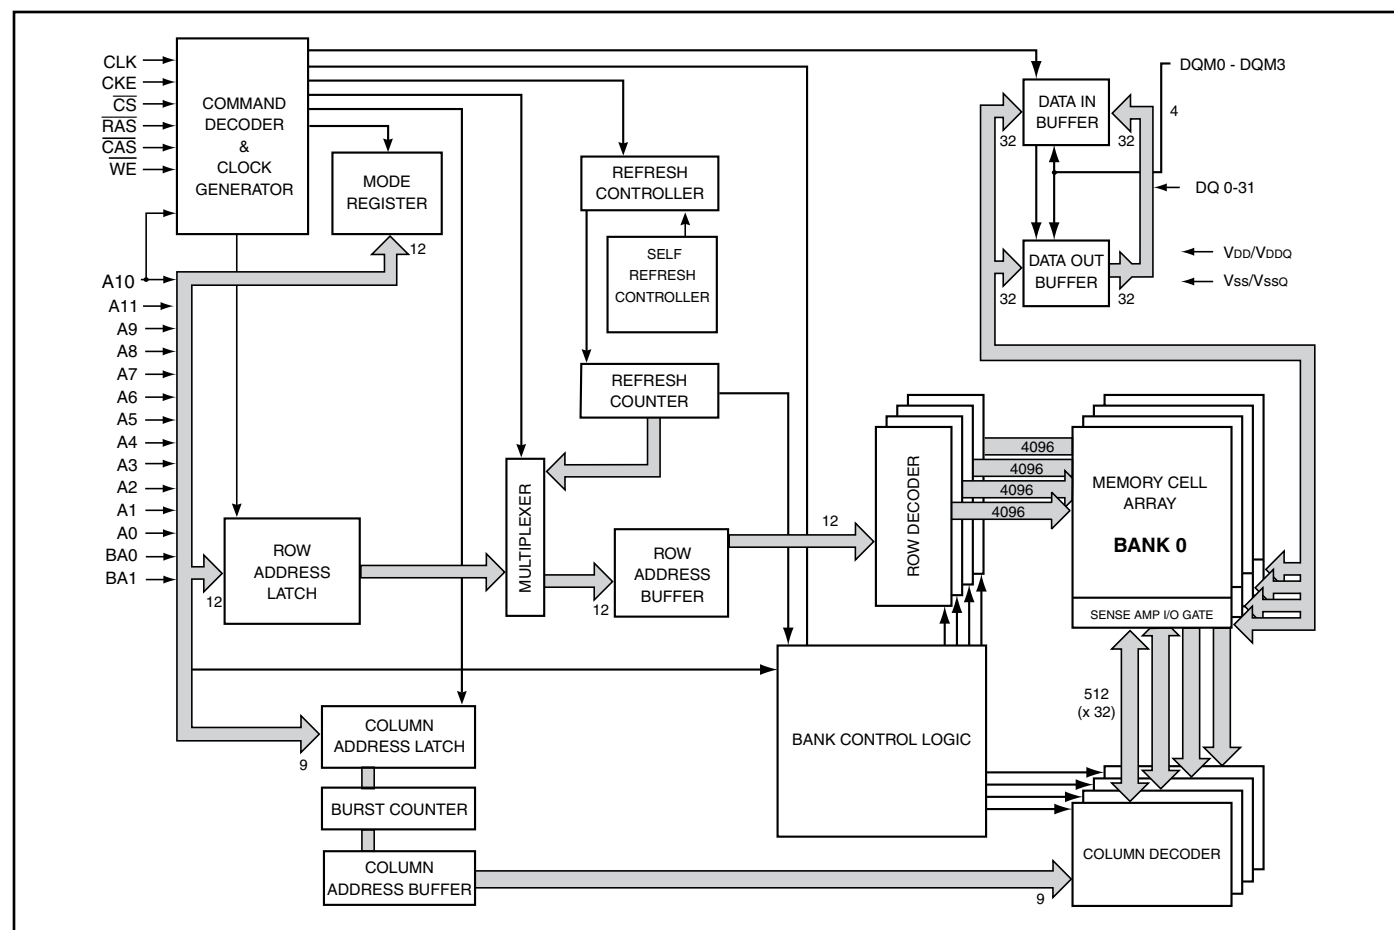 CLK
CKE
CS
RAS
CAS
WE
A10
A11
A9
A8
A7
A6
A5
A4
A3
A2
A1
A0
BA0
BA1
COMMAND
DECODER
&
CLOCK
GENERATOR
MODE
REGISTER
12
REFRESH
CONTROLLER
SELF
REFRESH
CONTROLLER
REFRESH
COUNTER
DATA IN
BUFFER
32
32
DQM0 - DQM3
4
DQ 0-31
DATA OUT
BUFFER
32
32
VDD/VDDQ
Vss/VssQ
12
ROW
ADDRESS
LATCH
MULTIPLEXER
12
ROW
ADDRESS
BUFFER
12
ROW DECODER
4096
4096
4096
4096
MEMORY CELL
ARRAY
BANK 0
SENSE AMP I/O GATE
512
(x 32)
BANK CONTROL LOGIC
9
COLUMN
ADDRESS LATCH
BURST COUNTER
COLUMN
ADDRESS BUFFER
9
COLUMN DECODER